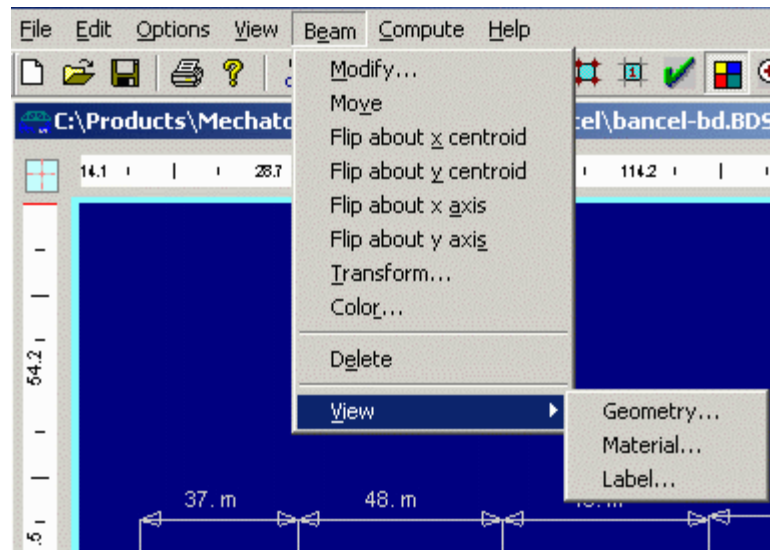 File Edit Options View Beam Compute Help
C:\Products\Mechato
cel\bancel-bd.BDS
14.1 28.7 114.2
Modify...
Move
Flip about x centroid
Flip about y centroid
Flip about x axis
Flip about y axis
Transform...
Color...
Delete
View
Geometry...
Material...
Label...
54.2
.5
37. m 48. m